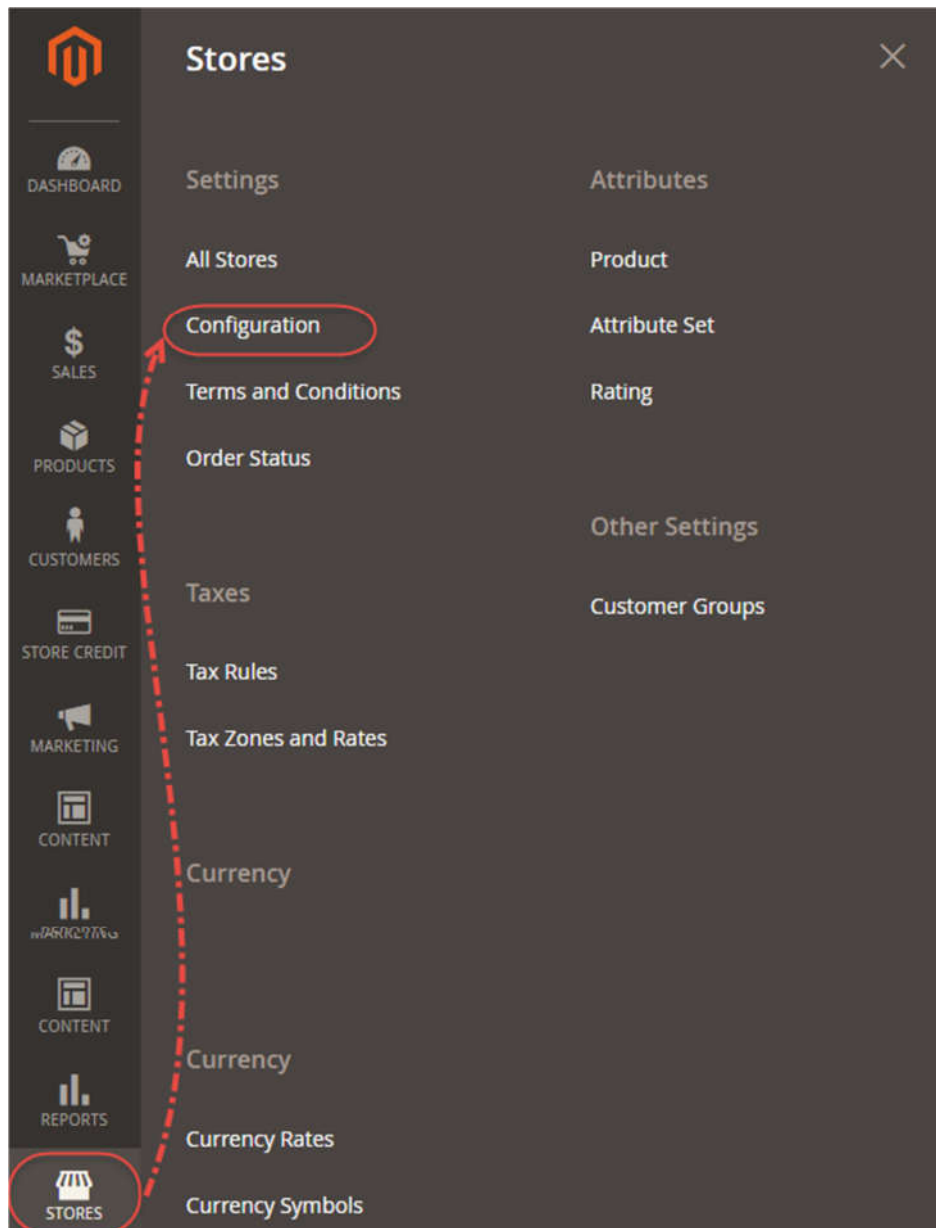 Stores
DASHBOARD
MARKETPLACE
SALES
PRODUCTS
CUSTOMERS
STORE CREDIT
MARKETING
CONTENT
CONTENT
REPORTS
STORES
Settings
All Stores
Configuration
Terms and Conditions
Order Status
Taxes
Tax Rules
Tax Zones and Rates
Currency
Currency
Currency Rates
Currency Symbols
Attributes
Product
Attribute Set
Rating
Other Settings
Customer Groups